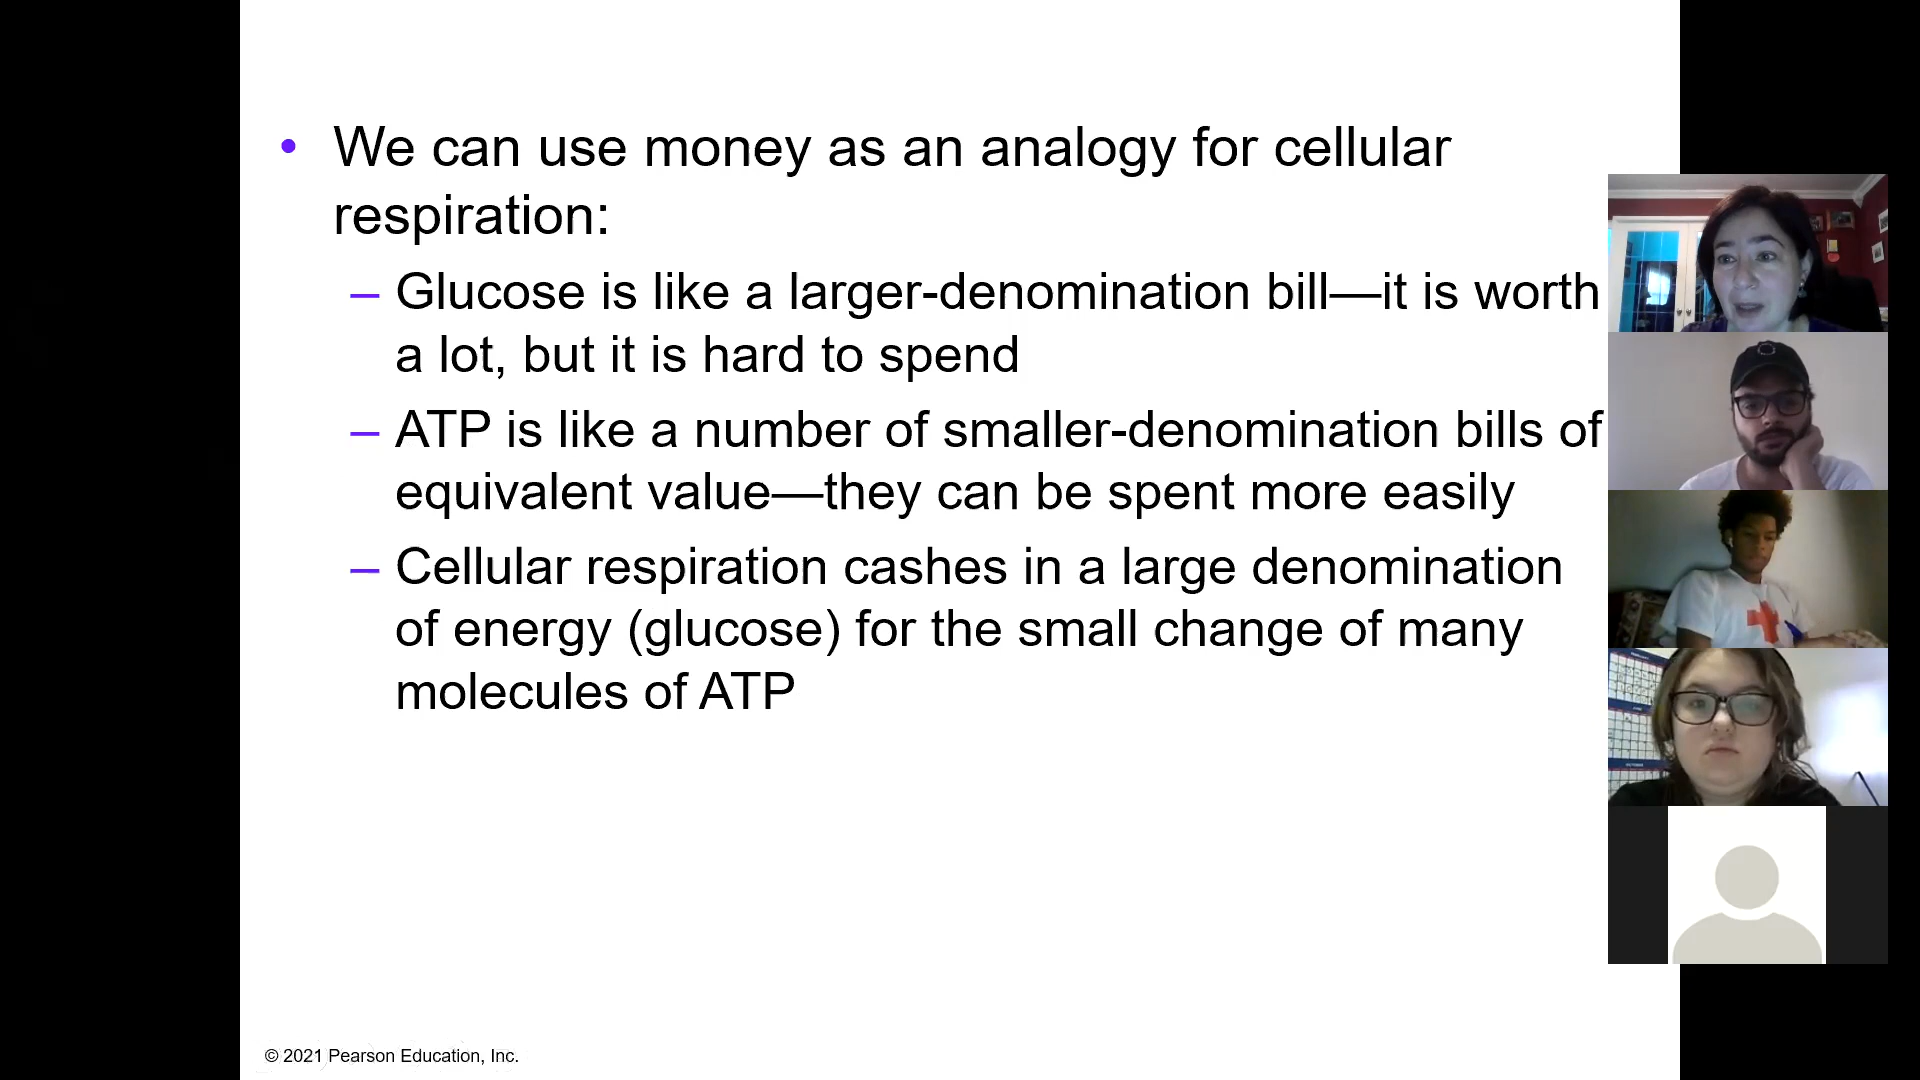 • We can use money as an analogy for cellular
respiration:
– Glucose is like a larger-denomination bill—it is worth
a lot, but it is hard to spend
– ATP is like a number of smaller-denomination bills of
equivalent value—they can be spent more easily
– Cellular respiration cashes in a large denomination
of energy (glucose) for the small change of many
molecules of ATP
© 2021 Pearson Education, Inc.